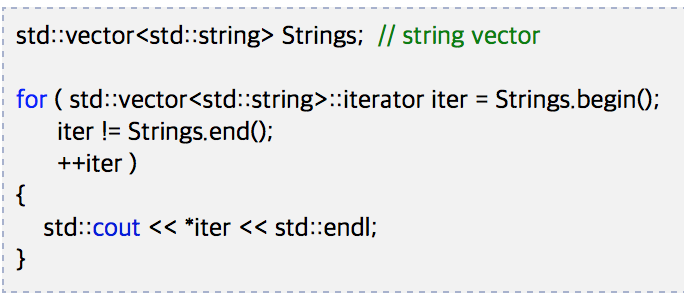 std::vector<std::string> Strings;  // string vector
for ( std::vector<std::string>::iterator iter = Strings.begin();
iter != Strings.end();
++iter )
{
std::cout << *iter << std::endl;
}